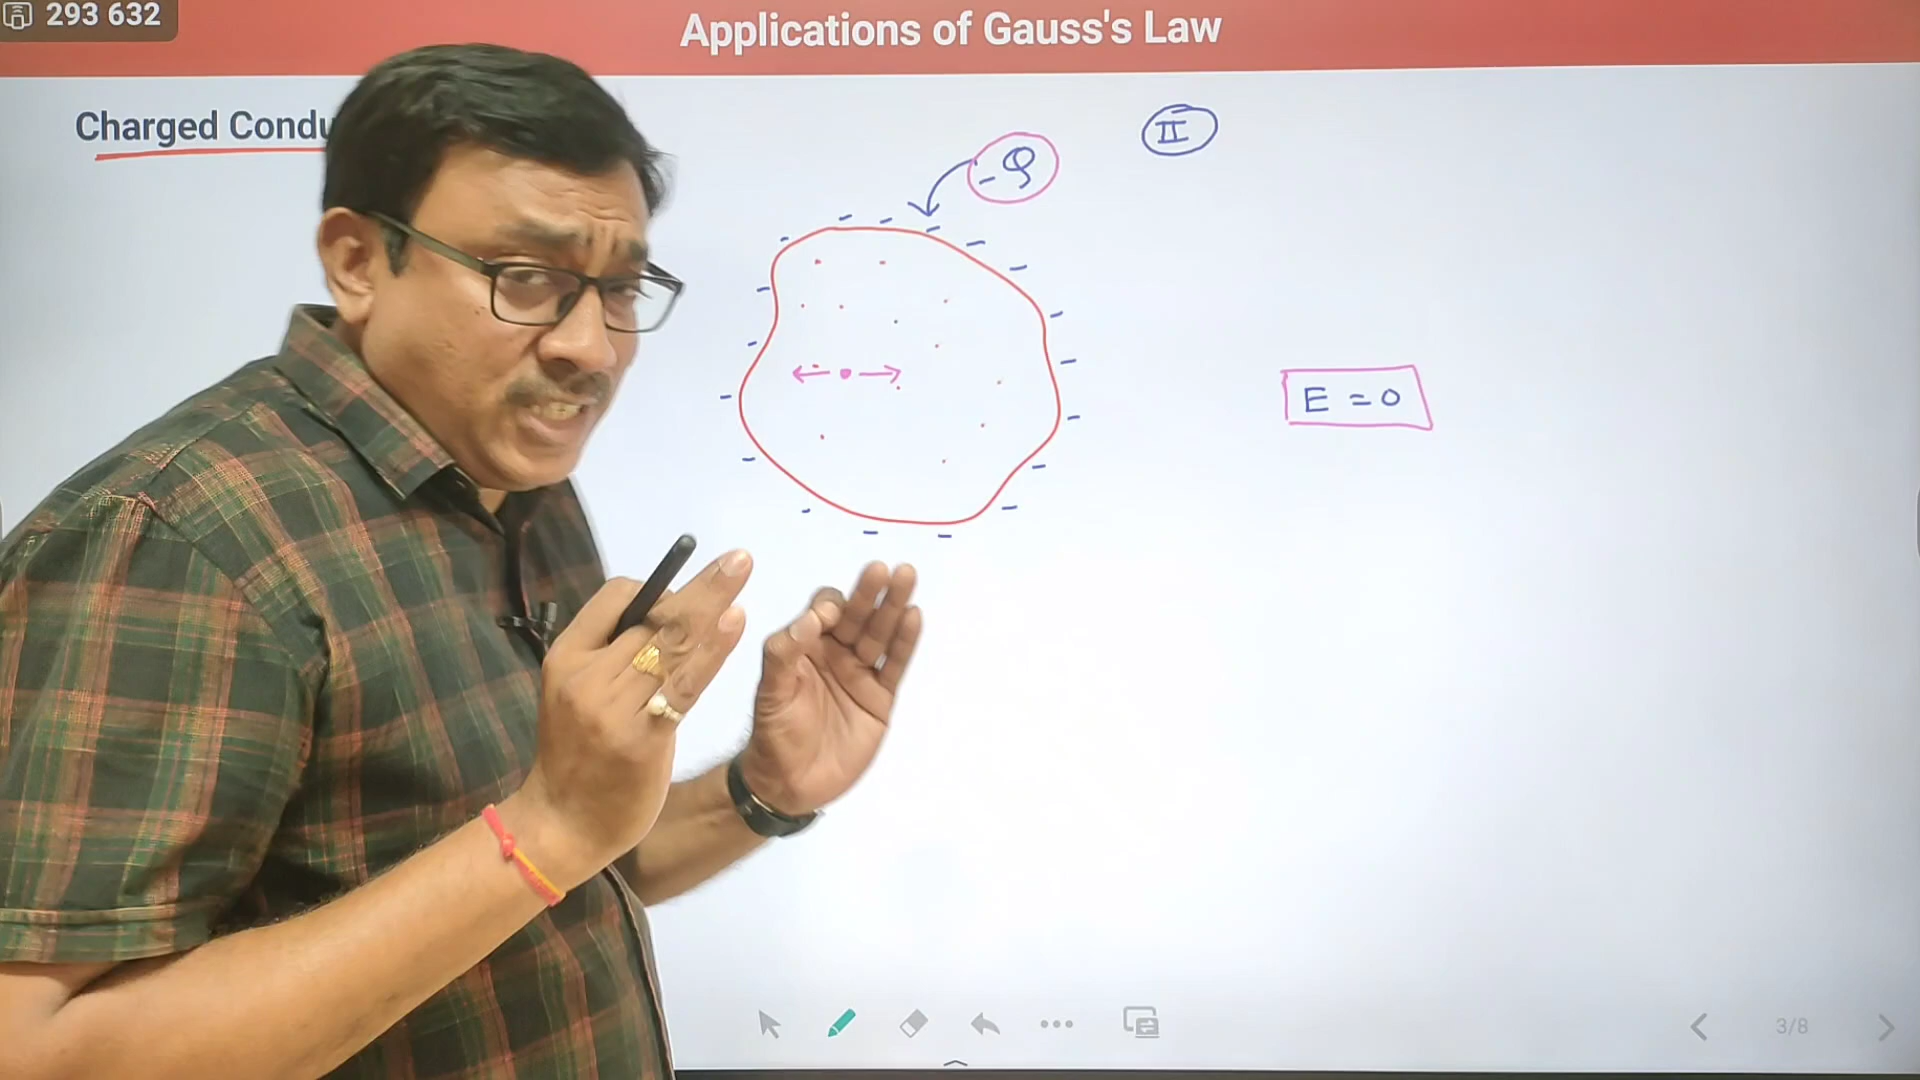 293 632
Applications of Gauss's Law
Charged Condu
II
- Q
E = 0
3/8